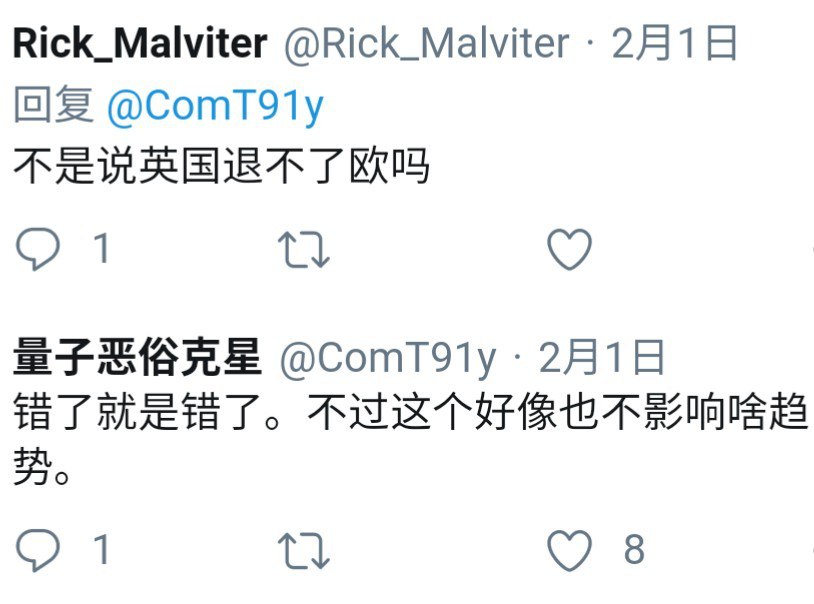 Rick_Malviter @Rick_Malviter · 2月1日
回复 @ComT91y
不是说英国退不了欧吗
1
量子恶俗克星 @ComT91y · 2月1日
错了就是错了。不过这个好像也不影响啥趋
势。
1 8